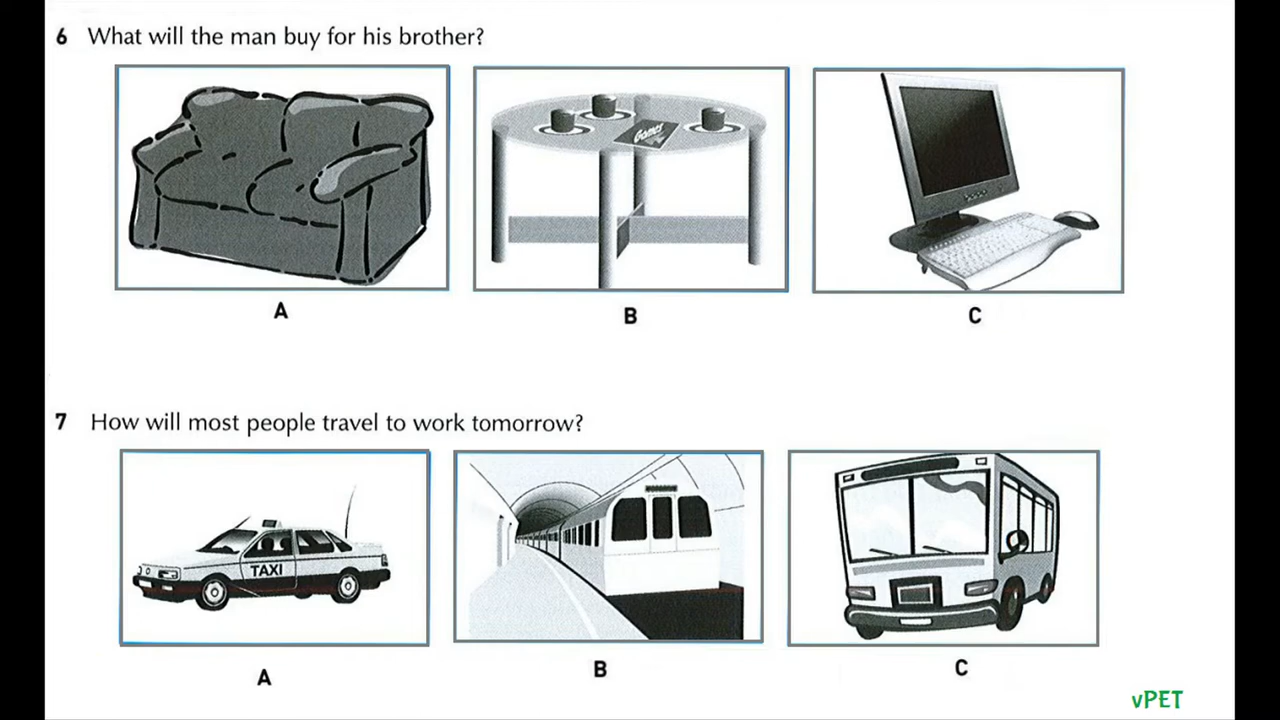 6 What will the man buy for his brother?
Games
A
B
C
7 How will most people travel to work tomorrow?
TAXI
A
B
C
vPET